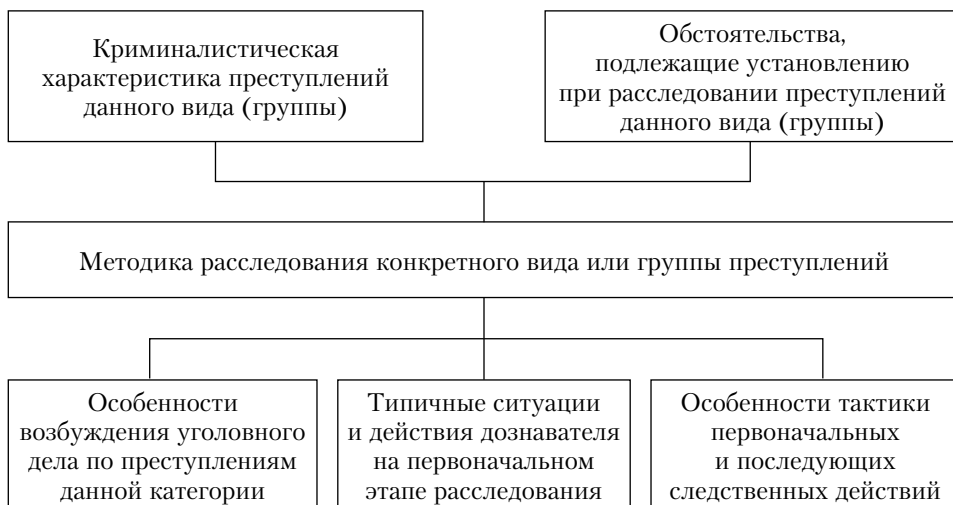 Криминалистическая
характеристика преступлений
данного вида (группы)
Обстоятельства,
подлежащие установлению
при расследовании преступлений
данного вида (группы)
Методика расследования конкретного вида или группы преступлений
Особенности
возбуждения уголовного
дела по преступлениям
данной категории
Типичные ситуации
и действия дознавателя
на первоначальном
этапе расследования
Особенности тактики
первоначальных
и последующих
следственных действий